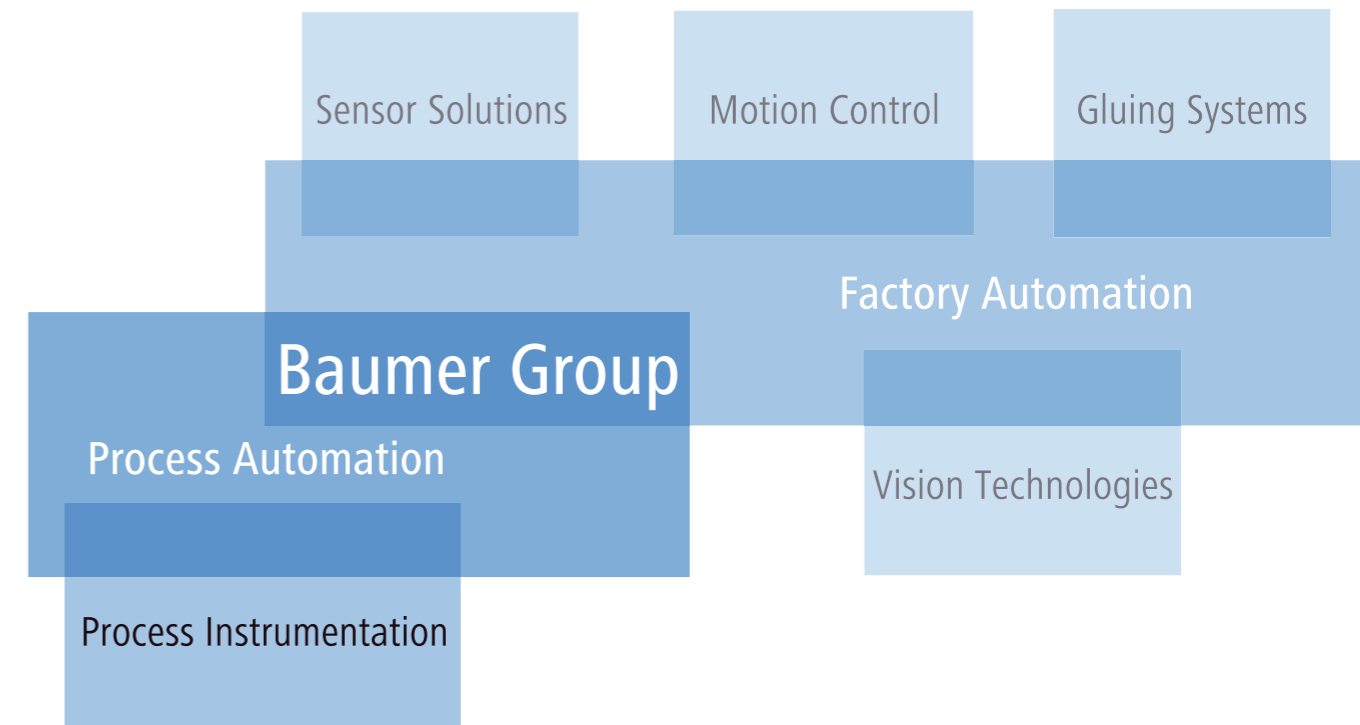 Sensor Solutions
Motion Control
Gluing Systems
Factory Automation
Baumer Group
Process Automation
Vision Technologies
Process Instrumentation